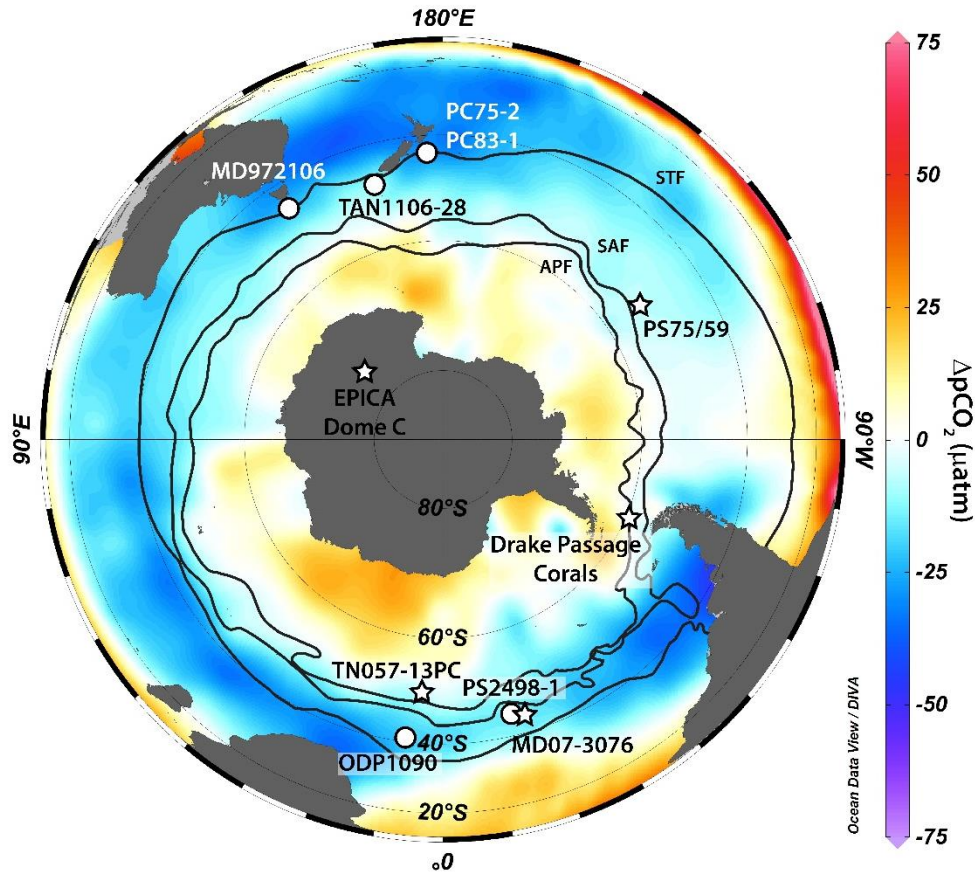 180°E
75
50
25
0
-25
-50
-75
ΔpCO₂ (µatm)
PC75-2
PC83-1
MD972106
TAN1106-28
STF
SAF
APF
PS75/59
EPICA
Dome C
90°E
90°W
80°S
Drake Passage
Corals
60°S
TN057-13PC
PS2498-1
MD07-3076
40°S
ODP1090
20°S
0°
Ocean Data View / DIVA